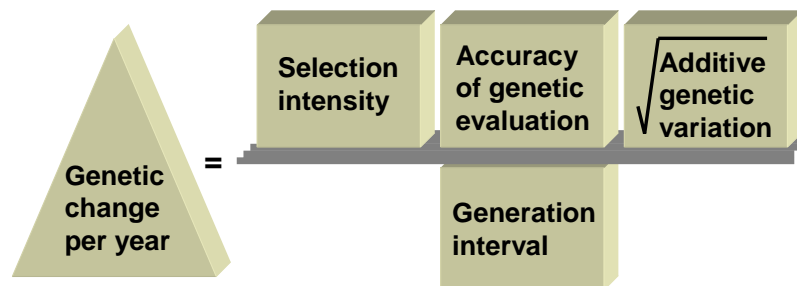 Genetic
change
per year
=
Selection
intensity
Accuracy
of genetic
evaluation
√Additive
genetic
variation
Generation
interval